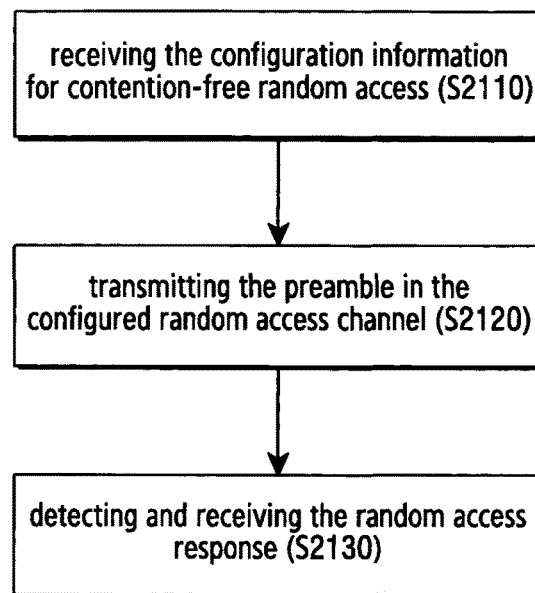 receiving the configuration information
for contention-free random access (S2110)
transmitting the preamble in the
configured random access channel (S2120)
detecting and receiving the random access
response (S2130)